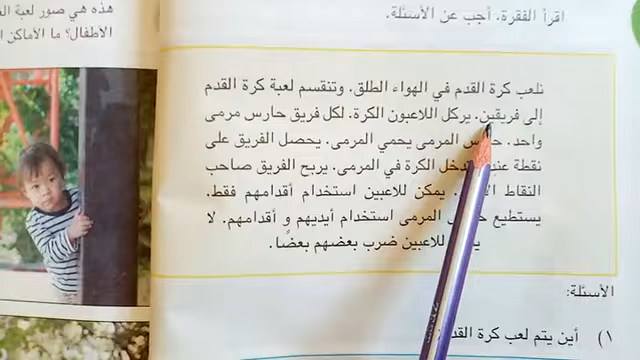 اقرأ الفقرة. أجب عن الأسئلة.
نلعب كرة القدم في الهواء الطلق. وتنقسم لعبة كرة القدم
إلى فريقين. يركل اللاعبون الكرة. لكل فريق حارس مرمى
واحد. المرمى يحمي المرمى. يحصل الفريق على
نقطة الكرة في المرمى. يربح الفريق صاحب
النقاط يمكن للاعبين استخدام أقدامهم فقط.
يستطيع المرمى استخدام أيديهم و أقدامهم. لا
للاعبين ضرب بعضهم بعضًا.
الأسئلة:
١) أين يتم لعب كرة
هذه هي صور لعبة
الأطفال؟ ما الأماكن